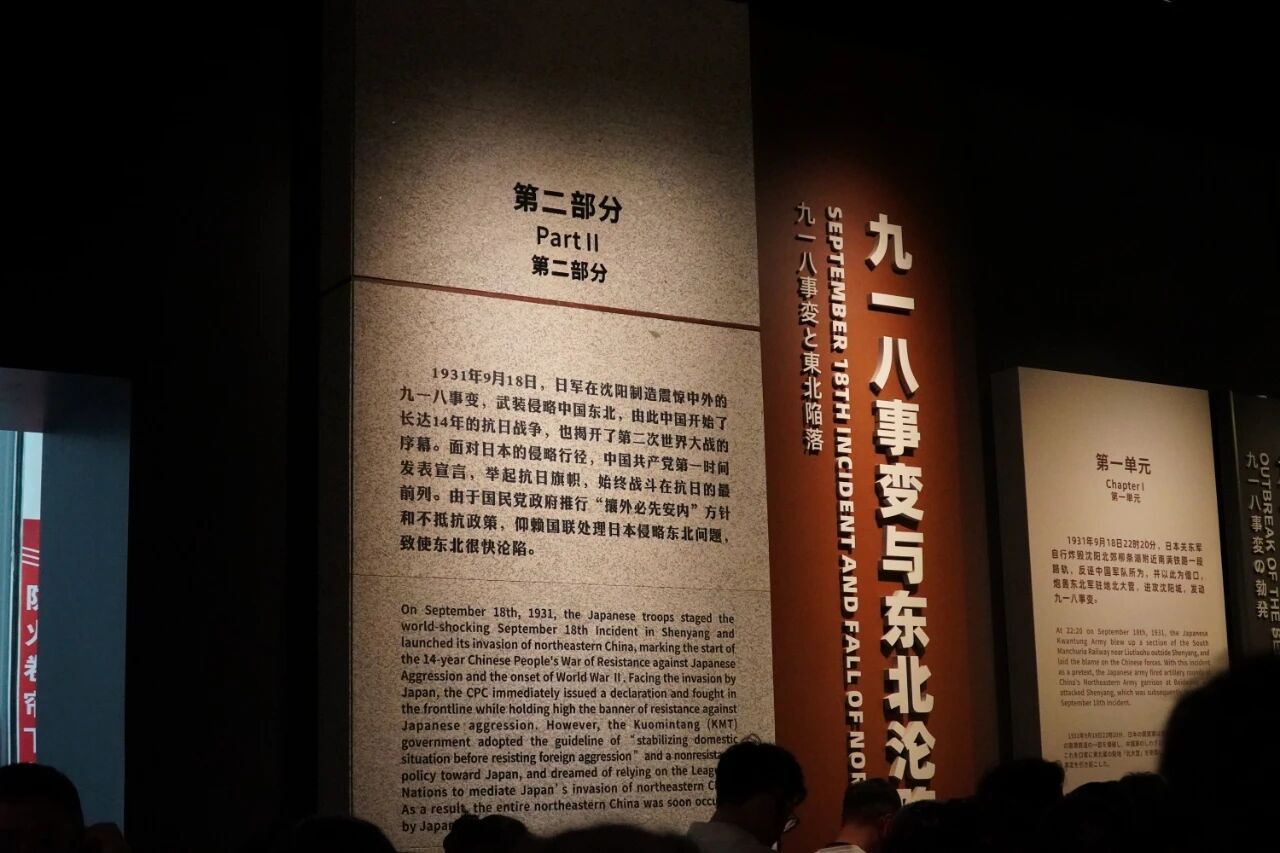 第二部分
Part II
第二部分
1931年9月18日，日军在沈阳制造震惊中外的
九一八事变，武装侵略中国东北，由此中国开始了
长达14年的抗日战争，也揭开了第二次世界大战的
序幕。面对日本的侵略行径，中国共产党第一时间
发表宣言，举起抗日旗帜，始终战斗在抗日的最
前列。由于国民党政府推行“攘外必先安内”方针
和不抵抗政策，仰赖国联处理日本侵略东北问题，
致使东北很快沦陷。
On September 18th, 1931, the Japanese troops staged the
world-shocking September 18th Incident in Shenyang and
launched its invasion of northeastern China, marking the start of
the 14-year Chinese People's War of Resistance against Japanese
Aggression and the onset of World War II. Facing the invasion by
Japan, the CPC immediately issued a declaration and fought in
the frontline while holding high the banner of resistance against
Japanese aggression. However, the Kuomintang (KMT)
government adopted the guideline of “stabilizing domestic
situation before resisting foreign aggression” and a nonresistance
policy toward Japan, and dreamed of relying on the
Nations to mediate Japan's invasion of northeastern
As a result, the entire northeastern China was soon
by
九一八事变与东北沦
SEPTEMBER 18TH INCIDENT AND FALL OF
九一八事変と東北陥落
第一单元
Chapter I
第一单元
1931年9月18日22时20分，日本关东军
自行炸毁沈阳北郊柳条湖附近南满铁路一段
路轨，反诬中国军队所为，并以此为借口，
炮轰东北军驻地北大营，进攻沈阳城，发动
九一八事变。
At 22:20 on September 18th, 1931, the Japanese
Kwantung Army blew up a section of the South
Manchuria Railway near Liutiaohu outside Shenyang, and
laid the blame on the Chinese forces. With this incident
as a pretext, the Japanese army fired artillery
China's Northeastern Army garrison at
attacked Shenyang, which was
September 18th Incident.
OUTBREAK OF THE
九一八事変の勃発
防火卷帘下